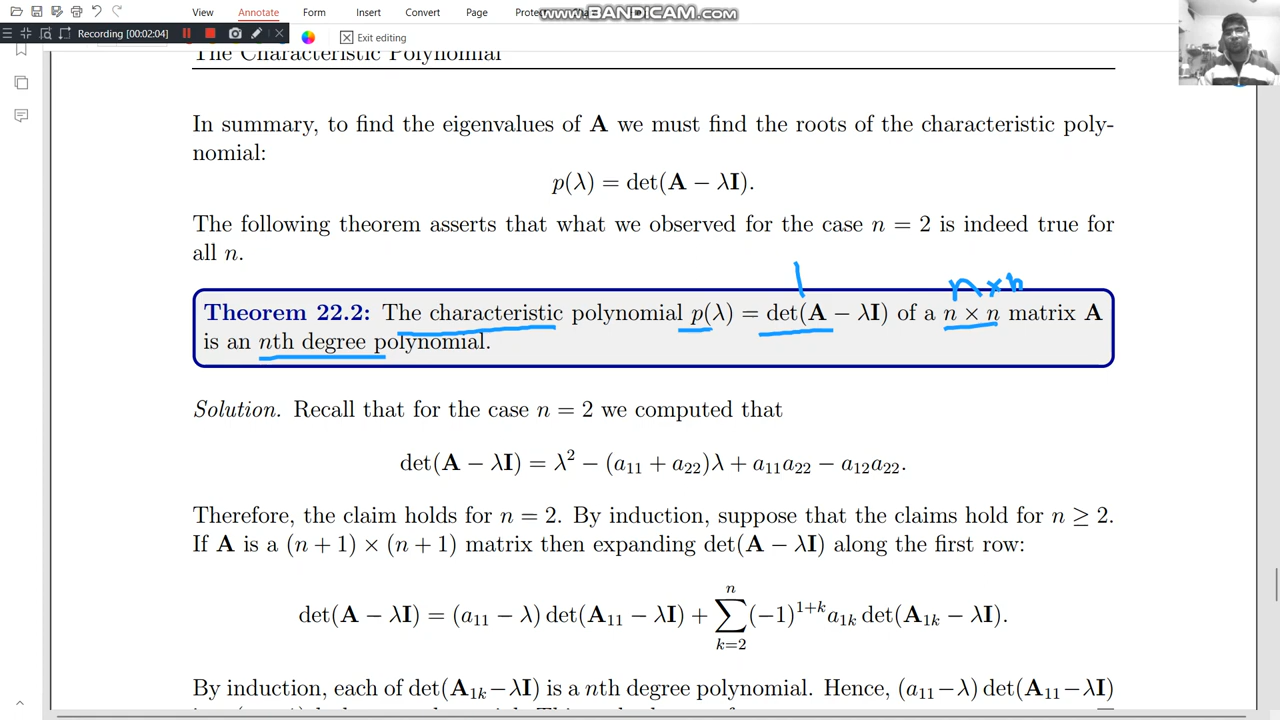 View Annotate Form Insert Convert Page
www.BANDICAM.com
Recording [00:02:04]
Exit editing
The Characteristic Polynomial
In summary, to find the eigenvalues of A we must find the roots of the characteristic poly-
nomial:
p(λ) = det(A − λI).
The following theorem asserts that what we observed for the case n = 2 is indeed true for
all n.
n × n
Theorem 22.2: The characteristic polynomial p(λ) = det(A − λI) of a n × n matrix A
is an nth degree polynomial.
Solution. Recall that for the case n = 2 we computed that
det(A − λI) = λ² − (a₁₁ + a₂₂)λ + a₁₁a₂₂ − a₁₂a₂₂.
Therefore, the claim holds for n = 2. By induction, suppose that the claims hold for n ≥ 2.
If A is a (n + 1) × (n + 1) matrix then expanding det(A − λI) along the first row:
det(A − λI) = (a₁₁ − λ) det(A₁₁ − λI) + ∑ₖ₌₂ⁿ (−1)¹⁺ᵏ a₁ₖ det(A₁ₖ − λI).
By induction, each of det(A₁ₖ−λI) is a nth degree polynomial. Hence, (a₁₁−λ) det(A₁₁−λI)